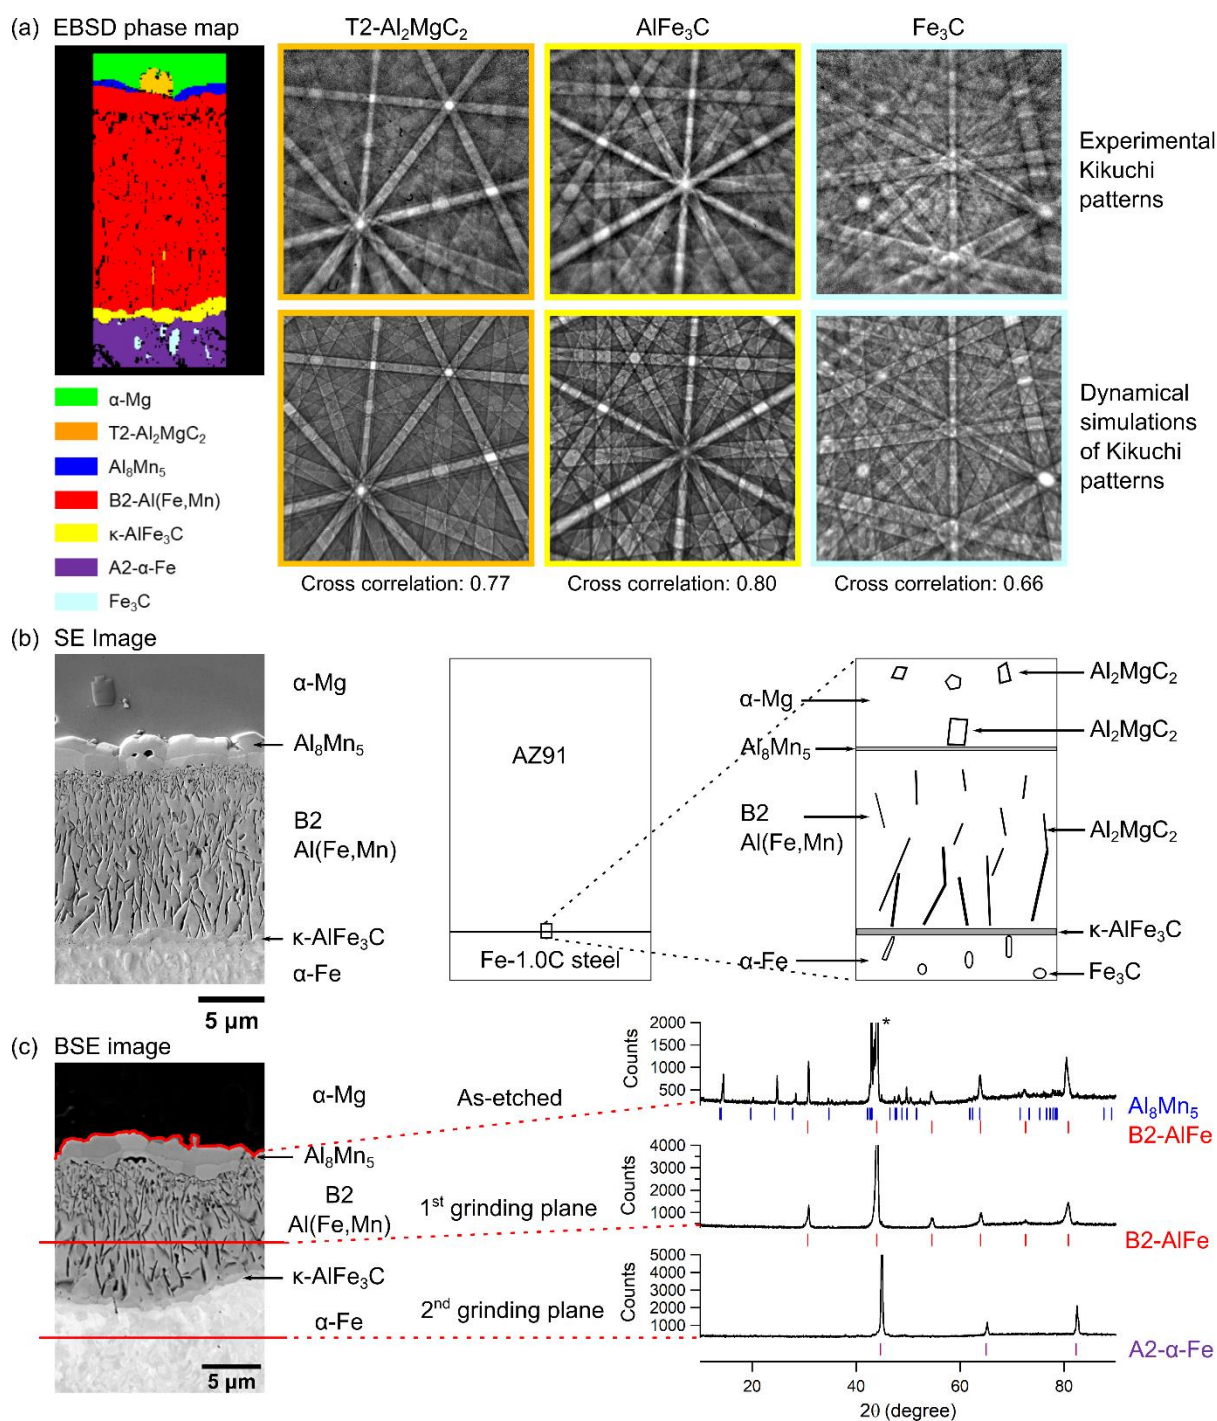 (a) EBSD phase map
T2-Al₂MgC₂
AlFe₃C
Fe₃C
Experimental
Kikuchi
patterns
Dynamical
simulations
of Kikuchi
patterns
α-Mg
T2-Al₂MgC₂
Al₈Mn₅
B2-Al(Fe,Mn)
κ-AlFe₃C
A2-α-Fe
Fe₃C
Cross correlation: 0.77
Cross correlation: 0.80
Cross correlation: 0.66
(b) SE Image
α-Mg
Al₈Mn₅
B2
Al(Fe,Mn)
κ-AlFe₃C
α-Fe
5 µm
AZ91
Fe-1.0C steel
α-Mg
Al₈Mn₅
B2
Al(Fe,Mn)
α-Fe
Al₂MgC₂
Al₂MgC₂
Al₂MgC₂
κ-AlFe₃C
Fe₃C
(c) BSE image
α-Mg
Al₈Mn₅
B2
Al(Fe,Mn)
κ-AlFe₃C
α-Fe
5 µm
As-etched
1st grinding plane
2nd grinding plane
*
Counts
2000
1500
1000
500
Al₈Mn₅
B2-AlFe
Counts
4000
3000
2000
1000
B2-AlFe
Counts
5000
4000
3000
2000
1000
A2-α-Fe
20 40 60 80
2θ (degree)